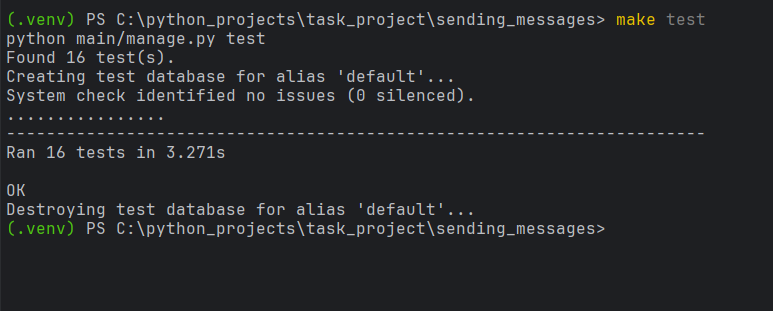 (.venv) PS C:\python_projects\task_project\sending_messages> make test
python main/manage.py test
Found 16 test(s).
Creating test database for alias 'default'...
System check identified no issues (0 silenced).
................
----------------------------------------------------------------------
Ran 16 tests in 3.271s

OK
Destroying test database for alias 'default'...
(.venv) PS C:\python_projects\task_project\sending_messages>